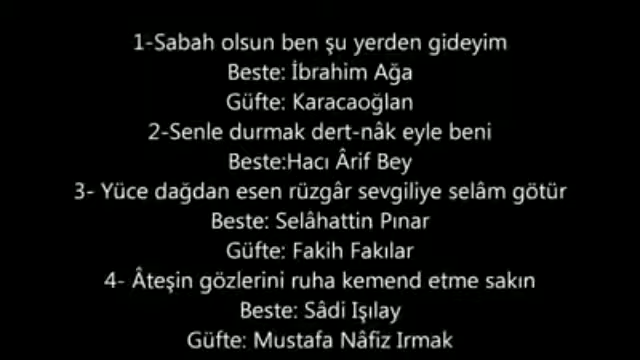 1-Sabah olsun ben şu yerden gideyim
Beste: İbrahim Ağa
Güfte: Karacaoğlan
2-Senle durmak dert-nâk eyle beni
Beste:Hacı Ârif Bey
3- Yüce dağdan esen rüzgâr sevgiliye selâm götür
Beste: Selâhattin Pınar
Güfte: Fakih Fakılar
4- Âteşin gözlerini ruha kemend etme sakın
Beste: Sâdi Işılay
Güfte: Mustafa Nâfiz Irmak